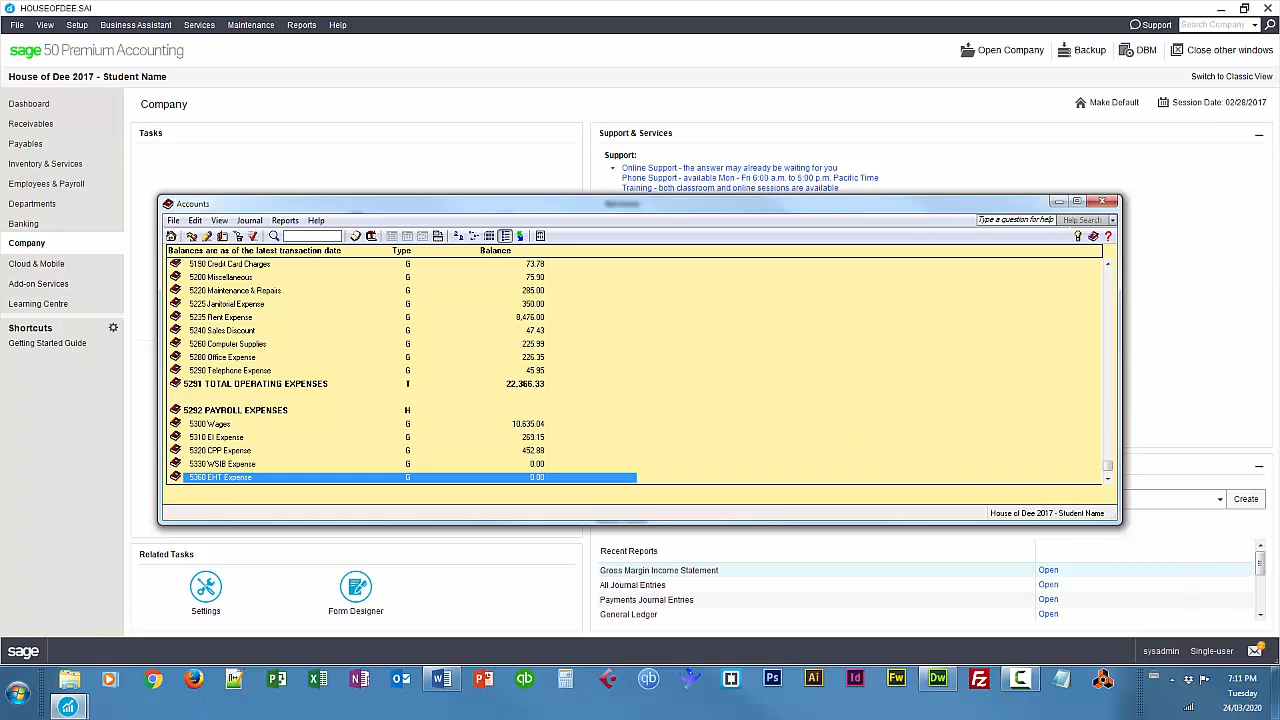 HOUSEOFDEE.SAI
File View Setup Business Assistant Services Maintenance Reports Help
Support Search Company
sage 50 Premium Accounting
Open Company Backup DBM Close other windows
House of Dee 2017 - Student Name
Switch to Classic View
Dashboard
Receivables
Payables
Inventory & Services
Employees & Payroll
Departments
Banking
Company
Cloud & Mobile
Add-on Services
Learning Centre
Shortcuts
Getting Started Guide
Company
Make Default Session Date: 02/28/2017
Tasks
Support & Services
Support:
Online Support - the answer may already be waiting for you
Phone Support - available Mon - Fri 6:00 a.m. to 5:00 p.m. Pacific Time
Training - both classroom and online sessions are available
Accounts
File Edit View Journal Reports Help
Type a question for help Help Search
Balances are as of the latest transaction date Type Balance
5190 Credit Card Charges G 73.78
5200 Miscellaneous G 75.90
5220 Maintenance & Repairs G 285.00
5225 Janitorial Expense G 350.00
5235 Rent Expense G 8,476.00
5240 Sales Discount G 47.43
5260 Computer Supplies G 225.99
5280 Office Expense G 226.35
5290 Telephone Expense G 45.95
5291 TOTAL OPERATING EXPENSES T 22,366.33
5292 PAYROLL EXPENSES H
5300 Wages G 10,635.04
5310 EI Expense G 269.15
5320 CPP Expense G 452.88
5330 WSIB Expense G 0.00
5360 EHT Expense G 0.00
House of Dee 2017 - Student Name
Create
Related Tasks
Settings
Form Designer
Recent Reports
Gross Margin Income Statement Open
All Journal Entries Open
Payments Journal Entries Open
General Ledger Open
sage
sysadmin Single-user
7:11 PM
Tuesday
24/03/2020